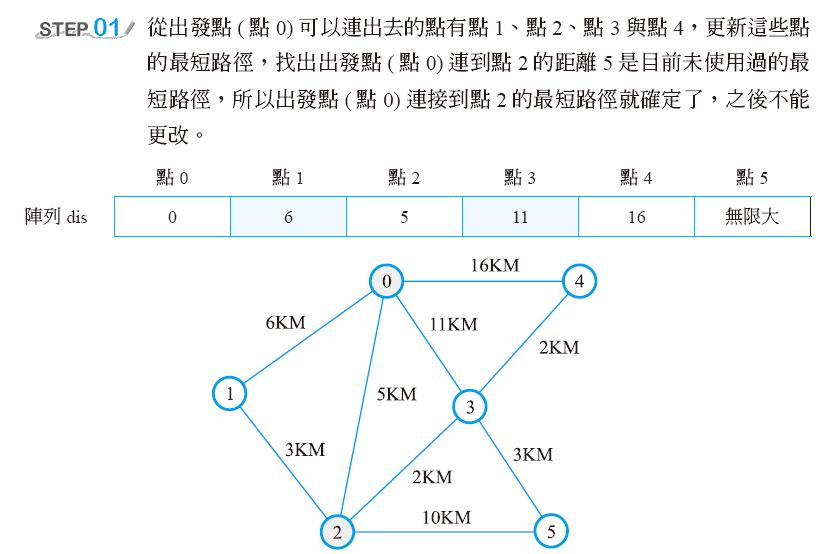 STEP 01 從出發點 ( 點 0) 可以連出去的點有點 1、點 2、點 3 與點 4,更新這些點
的最短路徑,找出出發點 ( 點 0) 連到點 2 的距離 5 是目前未使用過的最
短路徑,所以出發點 ( 點 0) 連接到點 2 的最短路徑就確定了,之後不能
更改。
點 0 點 1 點 2 點 3 點 4 點 5
陣列 dis 0 6 5 11 16 無限大
16KM
0 4
6KM 11KM
2KM
1 5KM 3
3KM 3KM
2KM
10KM
2 5